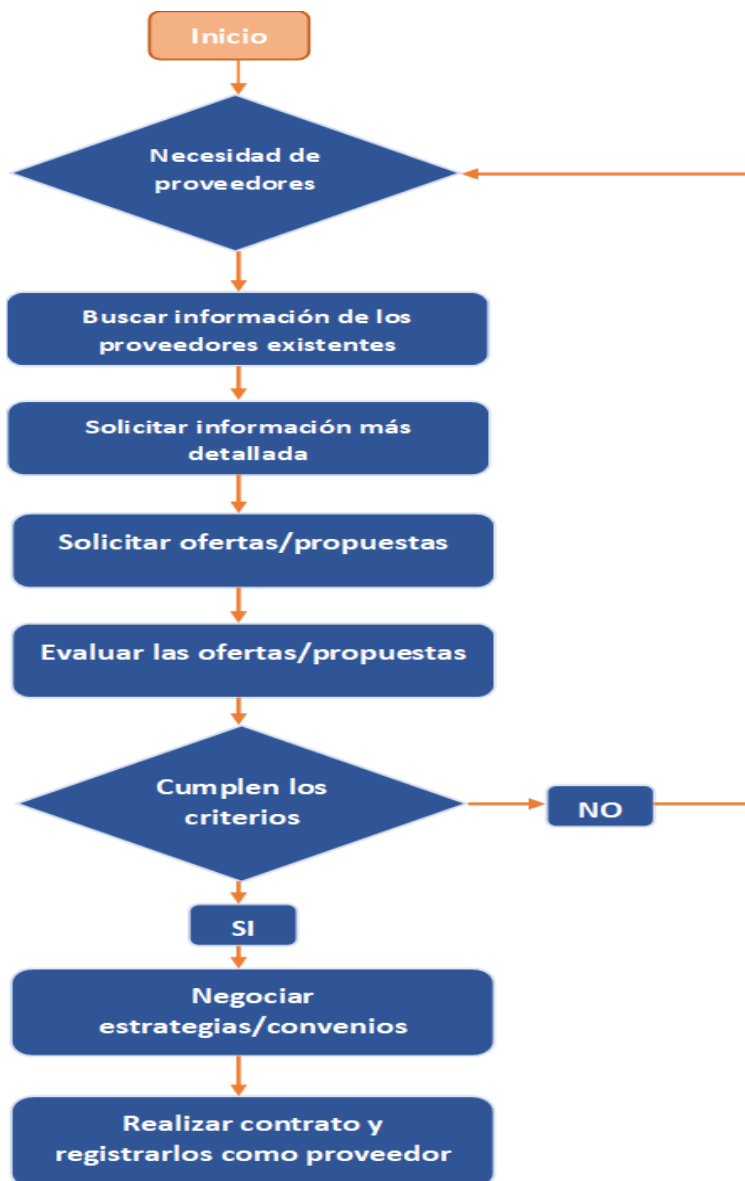 Inicio
Necesidad de
proveedores
Buscar información de los
proveedores existentes
Solicitar información más
detallada
Solicitar ofertas/propuestas
Evaluar las ofertas/propuestas
Cumplen los
criterios
NO
SI
Negociar
estrategias/convenios
Realizar contrato y
registrarlos como proveedor